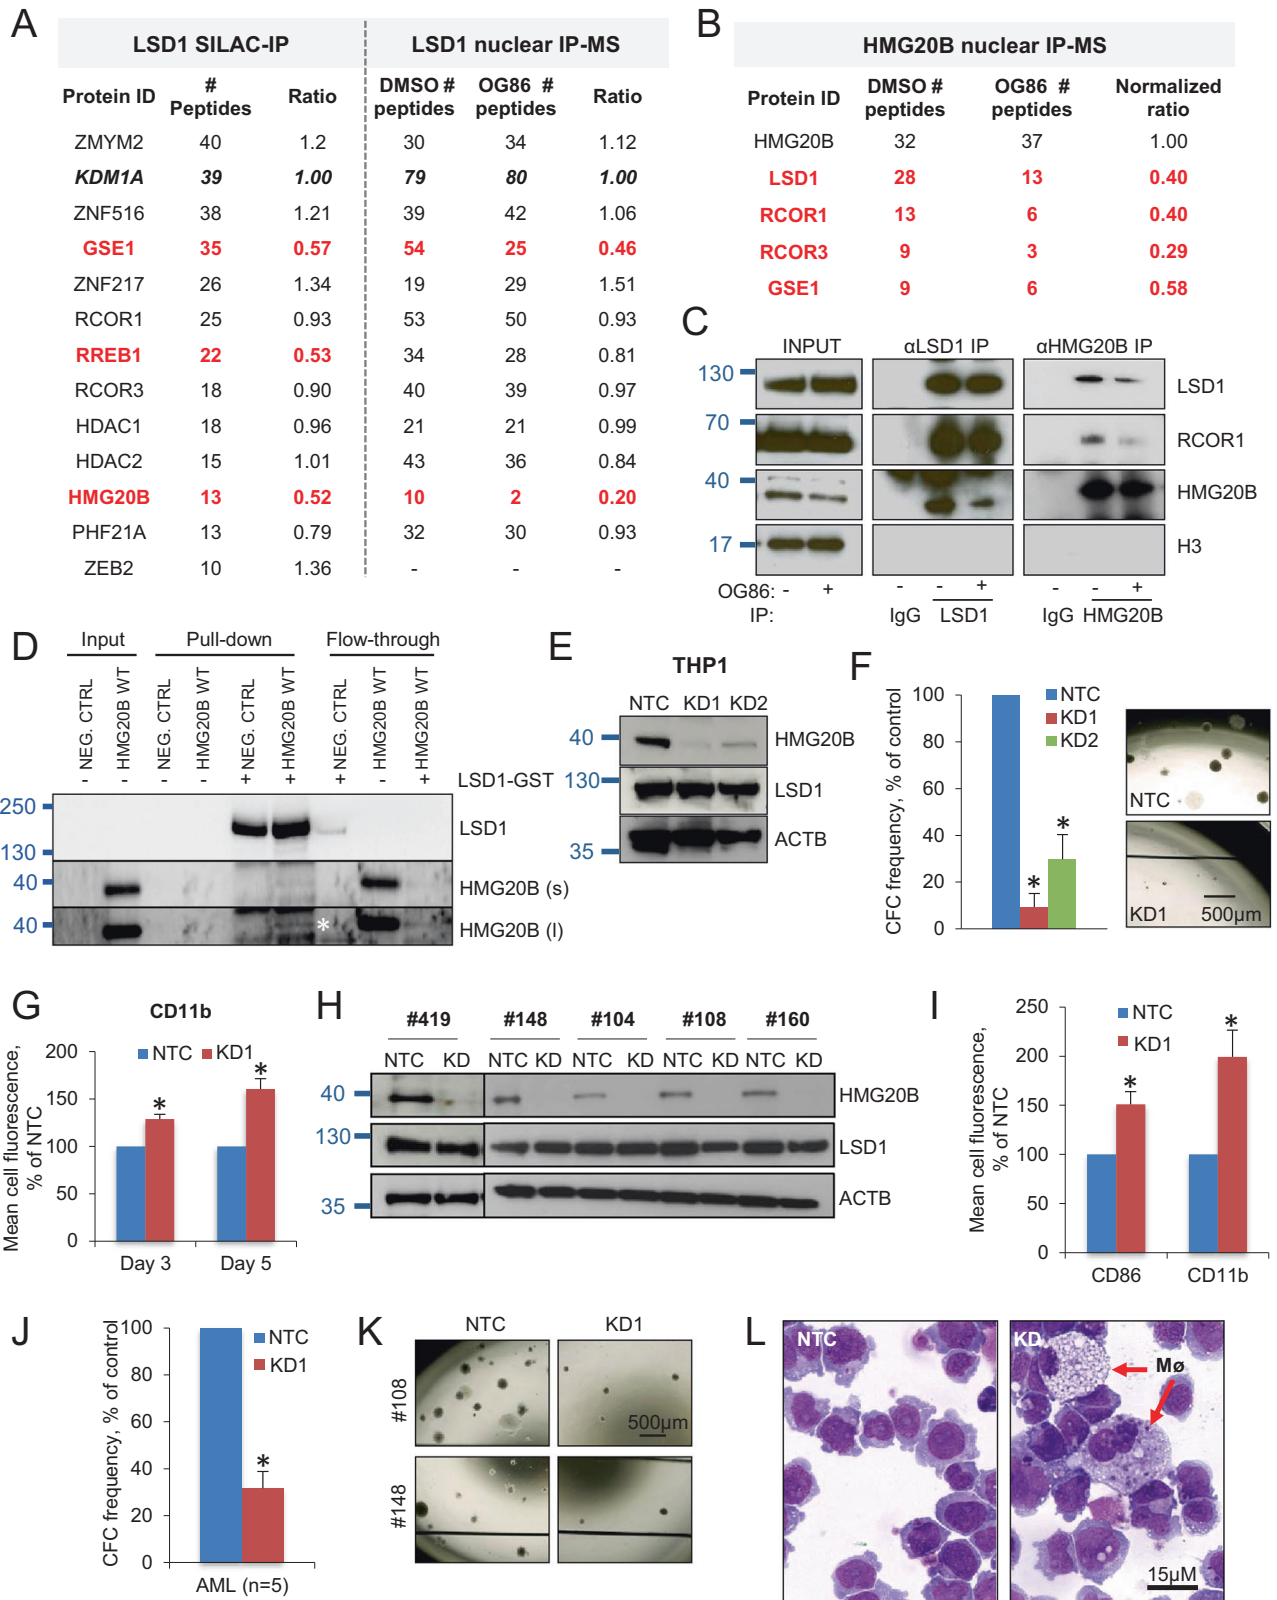 A
LSD1 SILAC-IP
LSD1 nuclear IP-MS
Protein ID # Peptides Ratio DMSO # peptides OG86 # peptides Ratio
ZMYM2 40 1.2 30 34 1.12
KDM1A 39 1.00 79 80 1.00
ZNF516 38 1.21 39 42 1.06
GSE1 35 0.57 54 25 0.46
ZNF217 26 1.34 19 29 1.51
RCOR1 25 0.93 53 50 0.93
RREB1 22 0.53 34 28 0.81
RCOR3 18 0.90 40 39 0.97
HDAC1 18 0.96 21 21 0.99
HDAC2 15 1.01 43 36 0.84
HMG20B 13 0.52 10 2 0.20
PHF21A 13 0.79 32 30 0.93
ZEB2 10 1.36 - - -
B
HMG20B nuclear IP-MS
Protein ID DMSO # peptides OG86 # peptides Normalized ratio
HMG20B 32 37 1.00
LSD1 28 13 0.40
RCOR1 13 6 0.40
RCOR3 9 3 0.29
GSE1 9 6 0.58
C
INPUT αLSD1 IP αHMG20B IP
130 LSD1
70 RCOR1
40 HMG20B
17 H3
OG86: - + - - + - - +
IP: IgG LSD1 IgG HMG20B
D
Input Pull-down Flow-through
NEG. CTRL
HMG20B WT
NEG. CTRL
HMG20B WT
NEG. CTRL
HMG20B WT
NEG. CTRL
HMG20B WT
HMG20B WT
- - - - + + + - + LSD1-GST
250
LSD1
130
40 HMG20B (s)
40 * HMG20B (l)
E
THP1
NTC KD1 KD2
40 HMG20B
130 LSD1
35 ACTB
F
CFC frequency, % of control
100
80
60
40
20
0
NTC
KD1
KD2
* *
NTC
KD1 500µm
G
CD11b
Mean cell fluorescence, % of NTC
200
150
100
50
0
NTC KD1
* *
Day 3 Day 5
H
#419 #148 #104 #108 #160
NTC KD NTC KD NTC KD NTC KD NTC KD
40 HMG20B
130 LSD1
35 ACTB
I
Mean cell fluorescence, % of NTC
250
200
150
100
50
0
NTC
KD1
* *
CD86 CD11b
J
CFC frequency, % of control
100
80
60
40
20
0
NTC
KD1
*
AML (n=5)
K
NTC KD1
#108
500µm
#148
L
NTC
KD
Mø
15µM